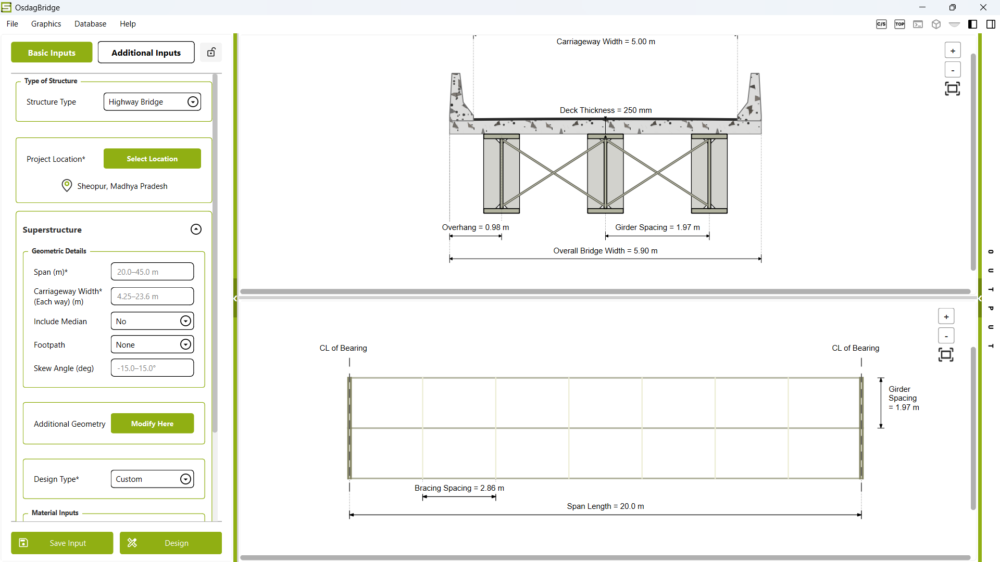 OsdagBridge
File Graphics Database Help
C/S TOP
Basic Inputs Additional Inputs
Type of Structure
Structure Type Highway Bridge
Project Location* Select Location
Sheopur, Madhya Pradesh
Superstructure
Geometric Details
Span (m)* 20.0–45.0 m
Carriageway Width*
(Each way) (m) 4.25–23.6 m
Include Median No
Footpath None
Skew Angle (deg) -15.0–15.0°
Additional Geometry Modify Here
Design Type* Custom
Material Inputs
Save Input Design
Carriageway Width = 5.00 m
Deck Thickness = 250 mm
Overhang = 0.98 m
Girder Spacing = 1.97 m
Overall Bridge Width = 5.90 m
+
-
CL of Bearing CL of Bearing
Girder
Spacing
= 1.97 m
Bracing Spacing = 2.86 m
Span Length = 20.0 m
+
-
OUTPUT